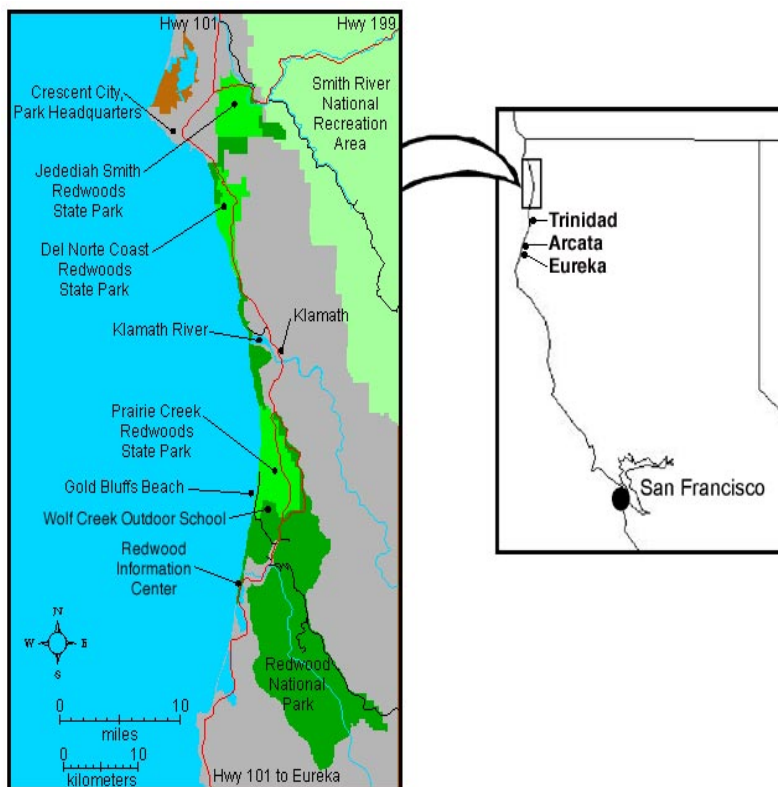 Hwy 101
Hwy 199
Crescent City,
Park Headquarters
Smith River
National
Recreation
Area
Jedediah Smith
Redwoods
State Park
Del Norte Coast
Redwoods
State Park
Klamath River
Klamath
Prairie Creek
Redwoods
State Park
Gold Bluffs Beach
Wolf Creek Outdoor School
Redwood
Information
Center
N
W E
S
Redwood
National
Park
0 10
miles
0 10
kilometers
Hwy 101 to Eureka
Trinidad
Arcata
Eureka
San Francisco